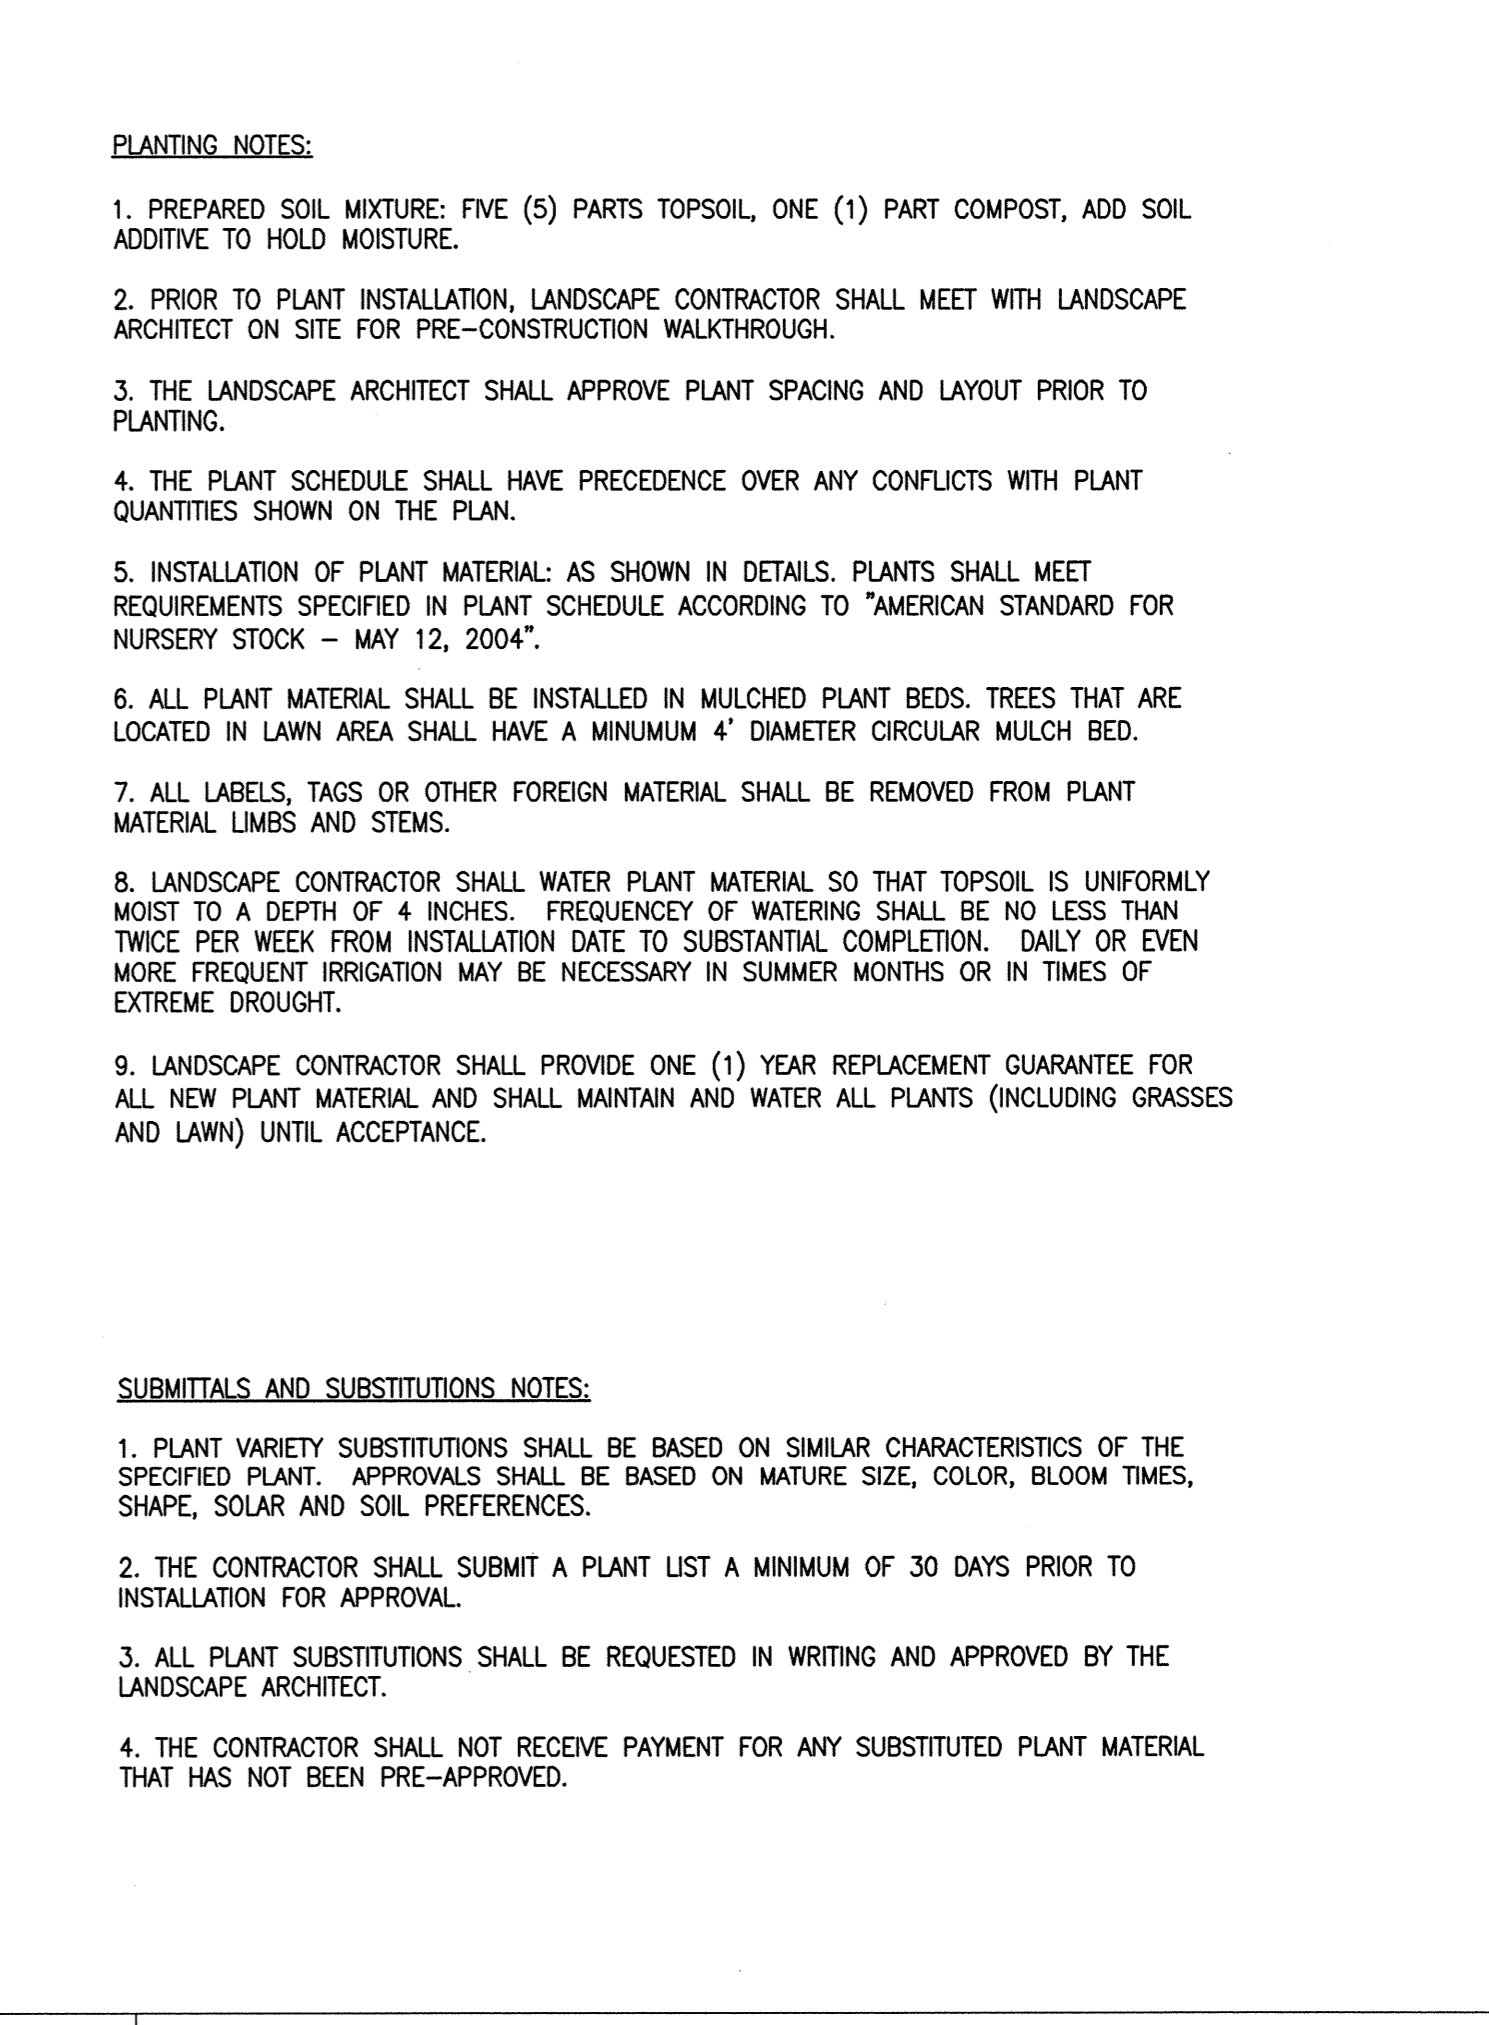 PLANTING NOTES:
1. PREPARED SOIL MIXTURE: FIVE (5) PARTS TOPSOIL, ONE (1) PART COMPOST, ADD SOIL
ADDITIVE TO HOLD MOISTURE.
2. PRIOR TO PLANT INSTALLATION, LANDSCAPE CONTRACTOR SHALL MEET WITH LANDSCAPE
ARCHITECT ON SITE FOR PRE-CONSTRUCTION WALKTHROUGH.
3. THE LANDSCAPE ARCHITECT SHALL APPROVE PLANT SPACING AND LAYOUT PRIOR TO
PLANTING.
4. THE PLANT SCHEDULE SHALL HAVE PRECEDENCE OVER ANY CONFLICTS WITH PLANT
QUANTITIES SHOWN ON THE PLAN.
5. INSTALLATION OF PLANT MATERIAL: AS SHOWN IN DETAILS. PLANTS SHALL MEET
REQUIREMENTS SPECIFIED IN PLANT SCHEDULE ACCORDING TO "AMERICAN STANDARD FOR
NURSERY STOCK - MAY 12, 2004".
6. ALL PLANT MATERIAL SHALL BE INSTALLED IN MULCHED PLANT BEDS. TREES THAT ARE
LOCATED IN LAWN AREA SHALL HAVE A MINUMUM 4' DIAMETER CIRCULAR MULCH BED.
7. ALL LABELS, TAGS OR OTHER FOREIGN MATERIAL SHALL BE REMOVED FROM PLANT
MATERIAL LIMBS AND STEMS.
8. LANDSCAPE CONTRACTOR SHALL WATER PLANT MATERIAL SO THAT TOPSOIL IS UNIFORMLY
MOIST TO A DEPTH OF 4 INCHES. FREQUENCEY OF WATERING SHALL BE NO LESS THAN
TWICE PER WEEK FROM INSTALLATION DATE TO SUBSTANTIAL COMPLETION. DAILY OR EVEN
MORE FREQUENT IRRIGATION MAY BE NECESSARY IN SUMMER MONTHS OR IN TIMES OF
EXTREME DROUGHT.
9. LANDSCAPE CONTRACTOR SHALL PROVIDE ONE (1) YEAR REPLACEMENT GUARANTEE FOR
ALL NEW PLANT MATERIAL AND SHALL MAINTAIN AND WATER ALL PLANTS (INCLUDING GRASSES
AND LAWN) UNTIL ACCEPTANCE.
SUBMITTALS AND SUBSTITUTIONS NOTES:
1. PLANT VARIETY SUBSTITUTIONS SHALL BE BASED ON SIMILAR CHARACTERISTICS OF THE
SPECIFIED PLANT. APPROVALS SHALL BE BASED ON MATURE SIZE, COLOR, BLOOM TIMES,
SHAPE, SOLAR AND SOIL PREFERENCES.
2. THE CONTRACTOR SHALL SUBMIT A PLANT LIST A MINIMUM OF 30 DAYS PRIOR TO
INSTALLATION FOR APPROVAL.
3. ALL PLANT SUBSTITUTIONS SHALL BE REQUESTED IN WRITING AND APPROVED BY THE
LANDSCAPE ARCHITECT.
4. THE CONTRACTOR SHALL NOT RECEIVE PAYMENT FOR ANY SUBSTITUTED PLANT MATERIAL
THAT HAS NOT BEEN PRE-APPROVED.